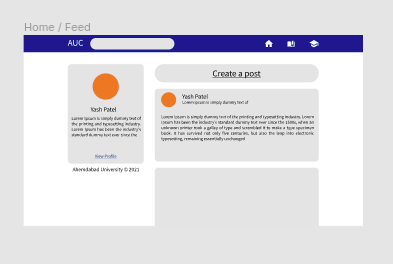 Home / Feed
AUC
Create a post
Yash Patel
Lorem Ipsum is simply dummy text of
the printing and typesetting industry.
Lorem Ipsum has been the industry's
standard dummy text ever since the
View Profile
Ahemdabad University © 2021
Yash Patel
Lorem Ipsum is simply dummy text of
Lorem Ipsum is simply dummy text of the printing and typesetting industry. Lorem
Ipsum has been the industry's standard dummy text ever since the 1500s, when an
unknown printer took a galley of type and scrambled it to make a type specimen
book. It has survived not only five centuries, but also the leap into electronic
typesetting, remaining essentially unchanged